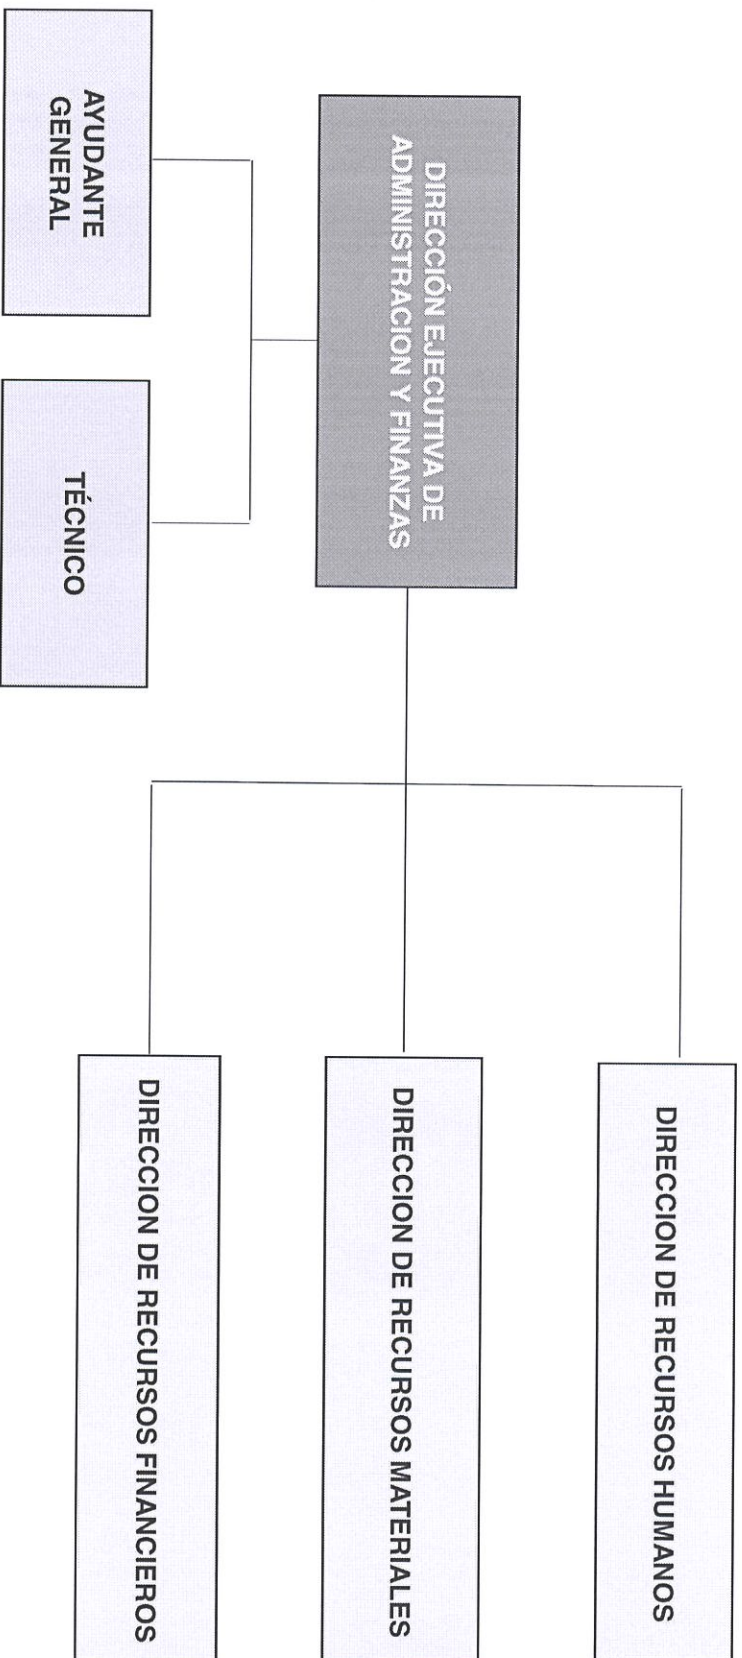 DIRECCIÓN EJECUTIVA DE
ADMINISTRACION Y FINANZAS
AYUDANTE
GENERAL
TÉCNICO
DIRECCION DE RECURSOS HUMANOS
DIRECCION DE RECURSOS MATERIALES
DIRECCION DE RECURSOS FINANCIEROS